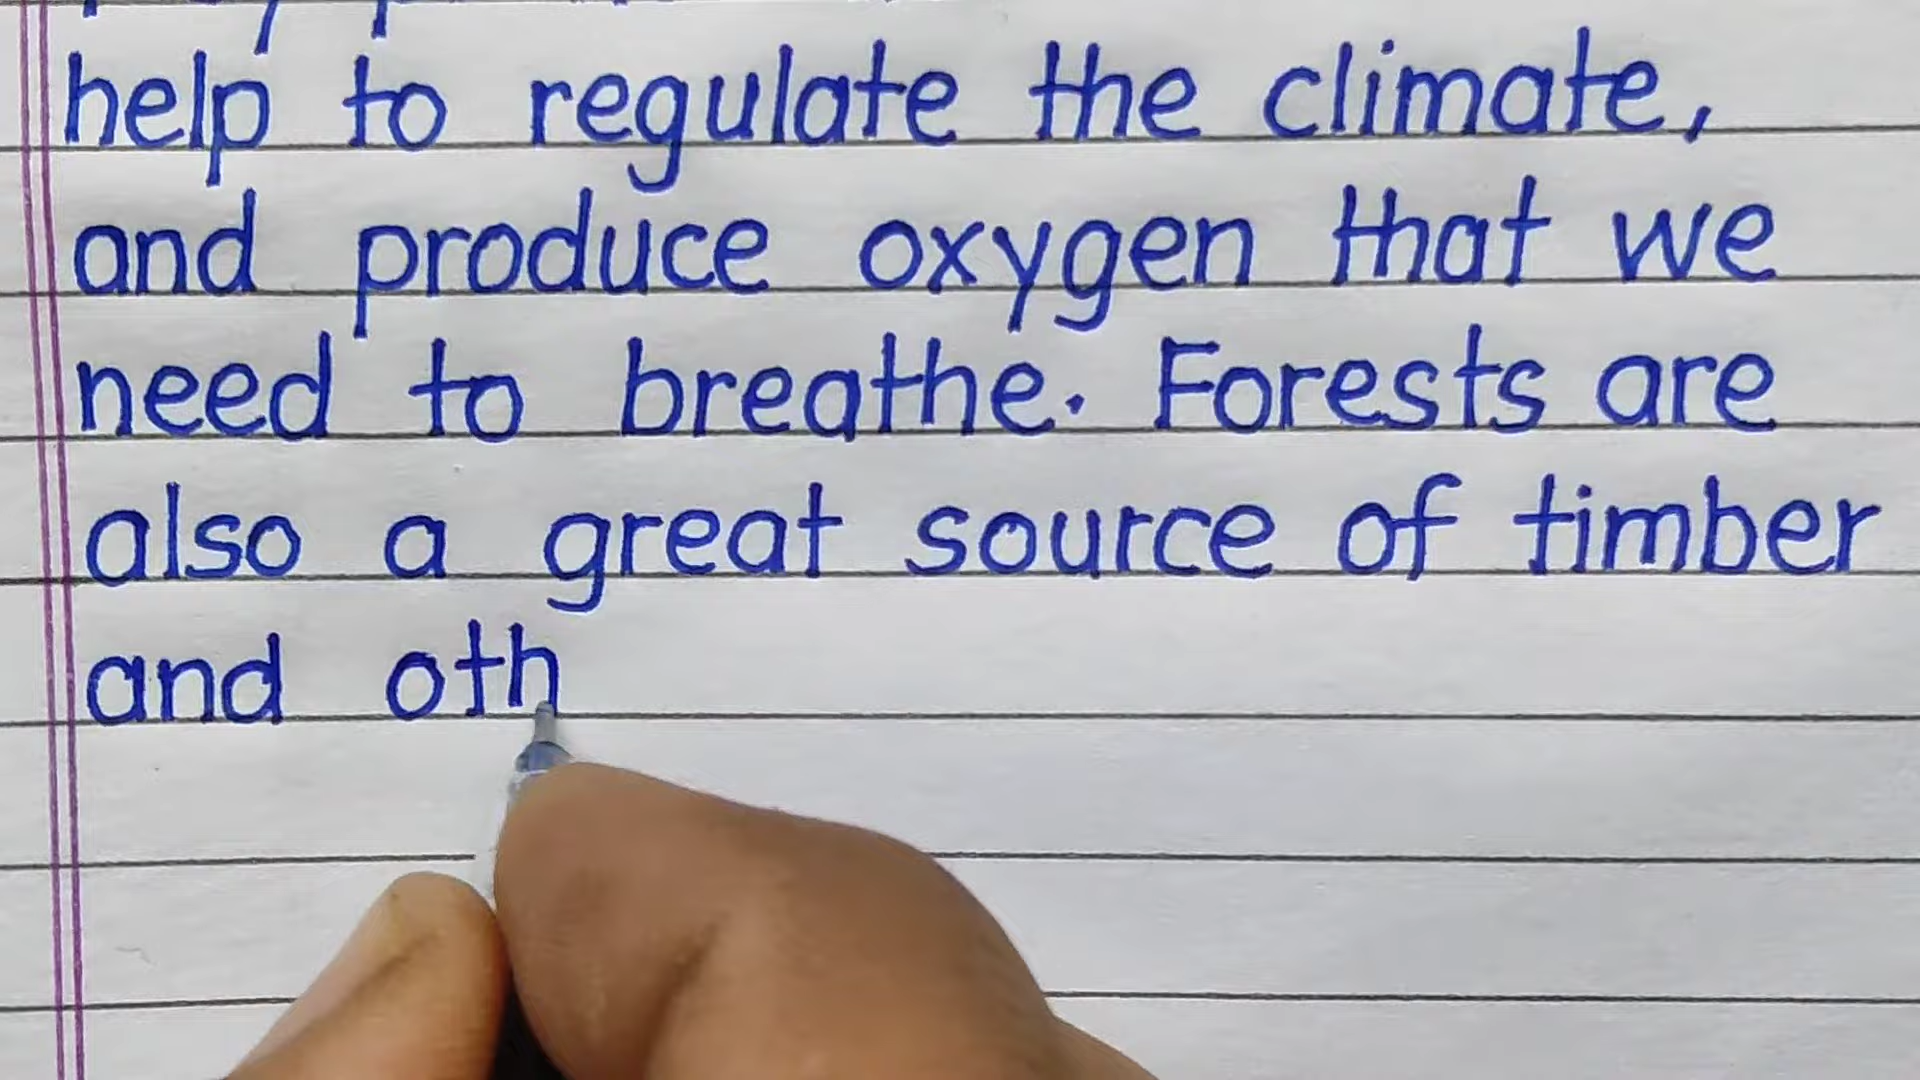 help to regulate the climate,
and produce oxygen that we
need to breathe. Forests are
also a great source of timber
and oth